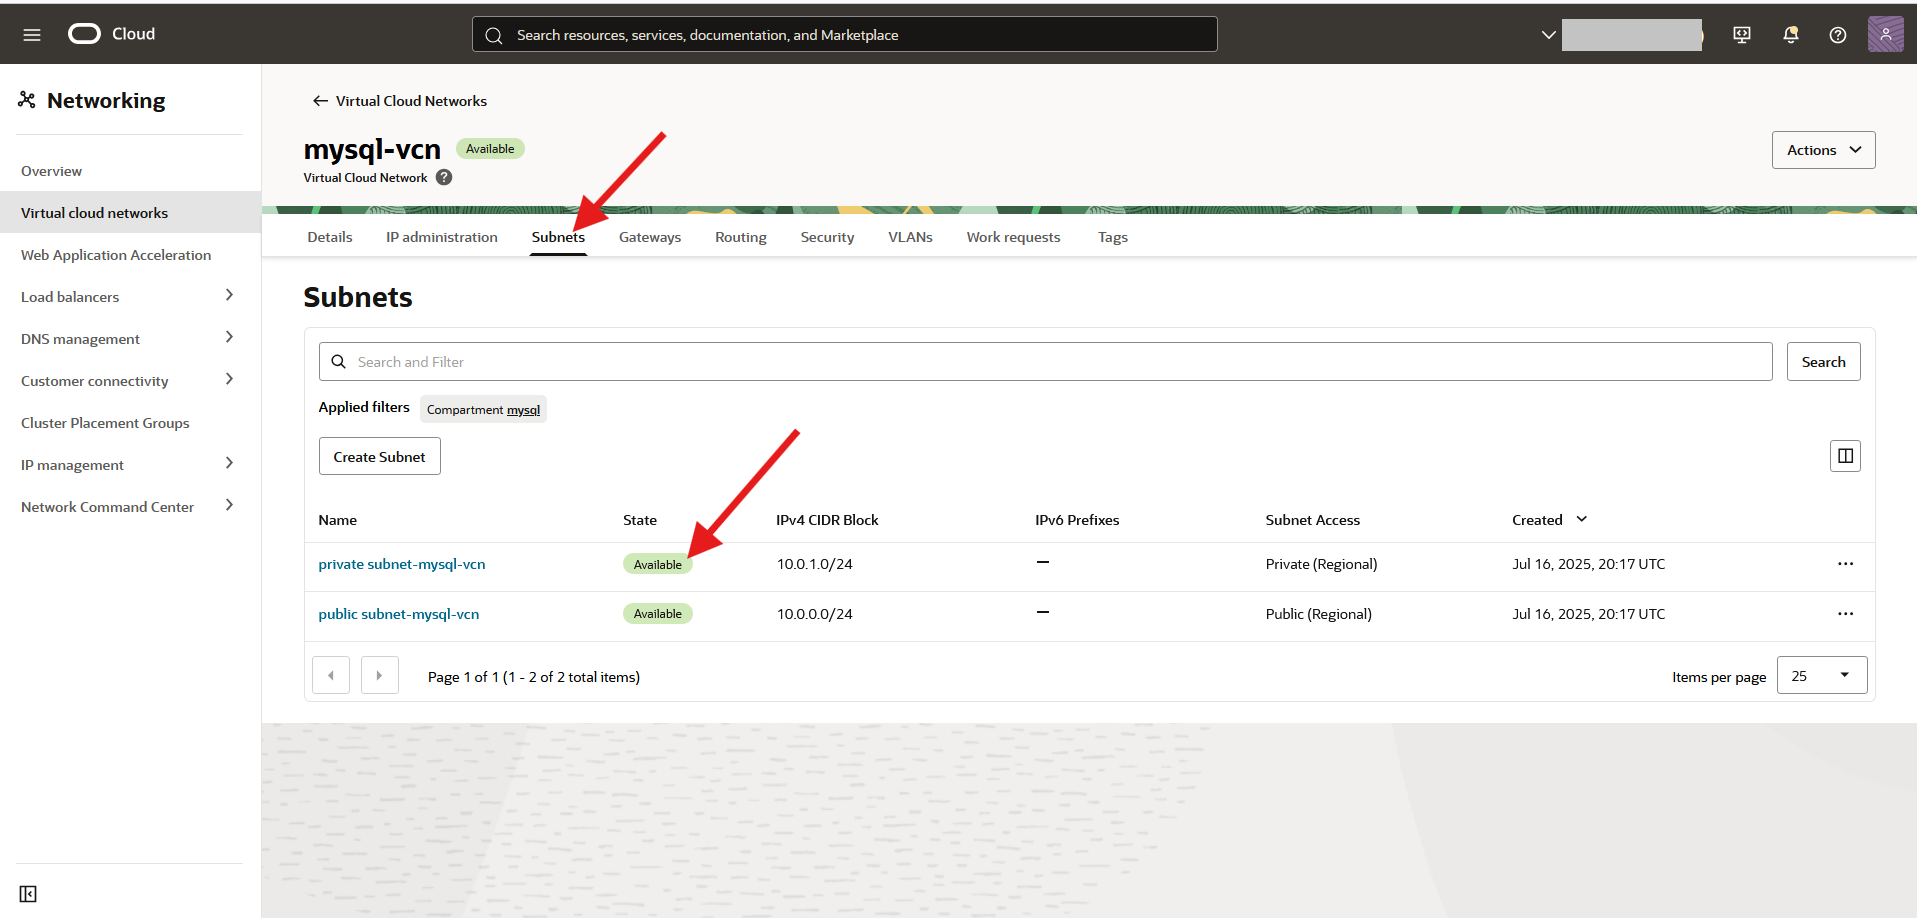 Cloud
Search resources, services, documentation, and Marketplace
Networking
Overview
Virtual cloud networks
Web Application Acceleration
Load balancers
DNS management
Customer connectivity
Cluster Placement Groups
IP management
Network Command Center
Virtual Cloud Networks
mysql-vcn Available
Virtual Cloud Network
Actions
Details IP administration Subnets Gateways Routing Security VLANs Work requests Tags
Subnets
Search and Filter Search
Applied filters Compartment mysql
Create Subnet
Name State IPv4 CIDR Block IPv6 Prefixes Subnet Access Created
private subnet-mysql-vcn Available 10.0.1.0/24 — Private (Regional) Jul 16, 2025, 20:17 UTC
public subnet-mysql-vcn Available 10.0.0.0/24 — Public (Regional) Jul 16, 2025, 20:17 UTC
Page 1 of 1 (1 - 2 of 2 total items) Items per page 25